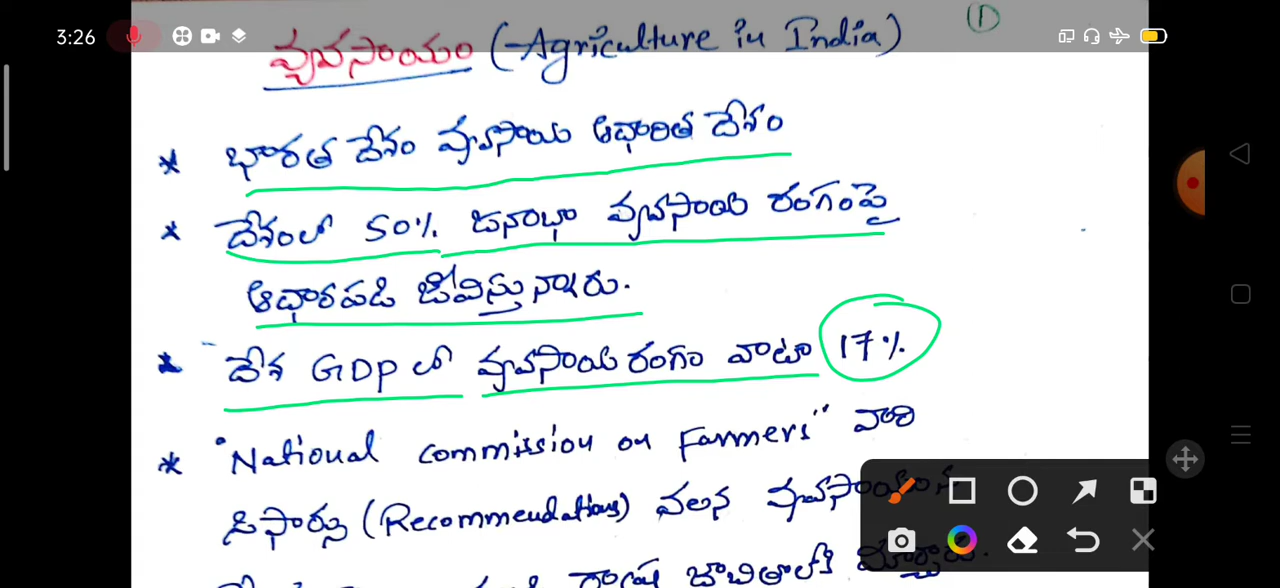 3:26
వ్యవసాయం (Agriculture in India)
1
* భారత దేశం వ్యవసాయ ఆధారిత దేశం
* దేశంలో 50% జనాభా వ్యవసాయ రంగంపై
ఆధారపడి జీవిస్తున్నారు.
* దేశ GDP లో వ్యవసాయ రంగం వాటా 17%
* "National commission on Farmers" వారి
సిఫార్సు (Recommendations) వలన